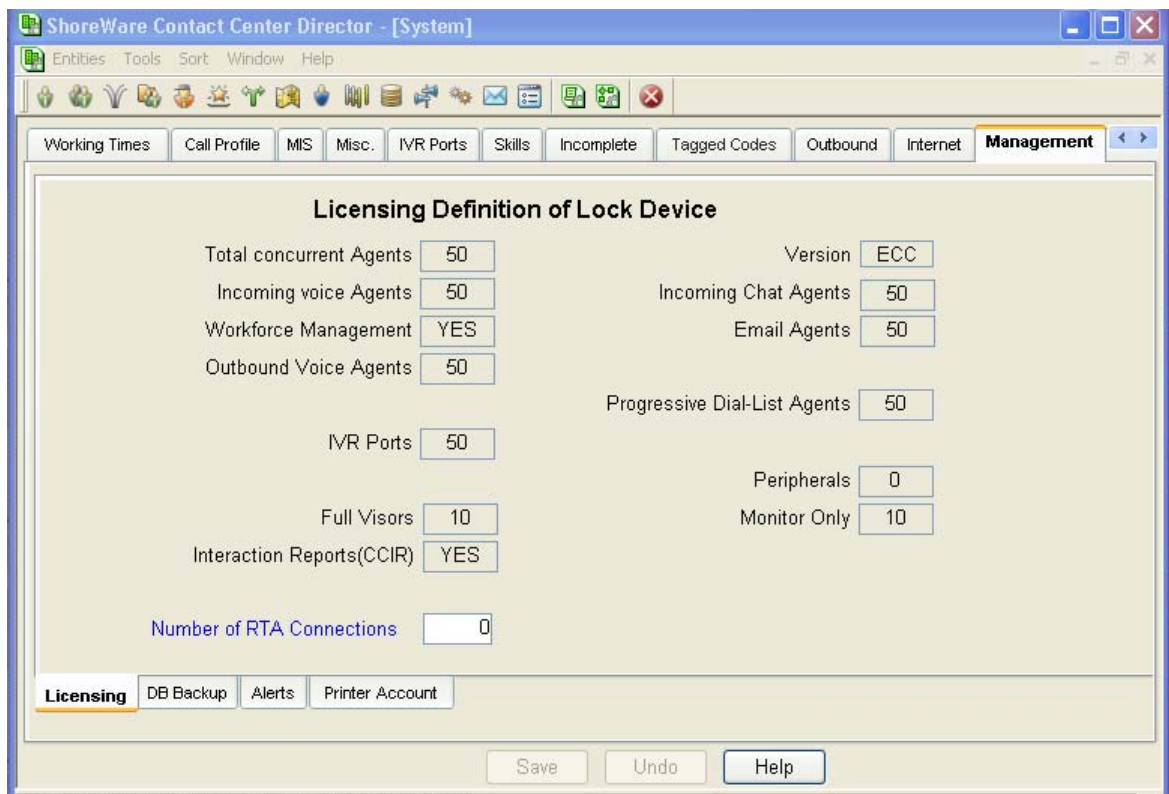 ShoreWare Contact Center Director - [System]
Entities Tools Sort Window Help
Working Times Call Profile MIS Misc. IVR Ports Skills Incomplete Tagged Codes Outbound Internet Management
Licensing Definition of Lock Device
Total concurrent Agents 50 Version ECC
Incoming voice Agents 50 Incoming Chat Agents 50
Workforce Management YES Email Agents 50
Outbound Voice Agents 50
Progressive Dial-List Agents 50
IVR Ports 50
Peripherals 0
Full Visors 10 Monitor Only 10
Interaction Reports(CCIR) YES
Number of RTA Connections 0
Licensing DB Backup Alerts Printer Account
Save Undo Help